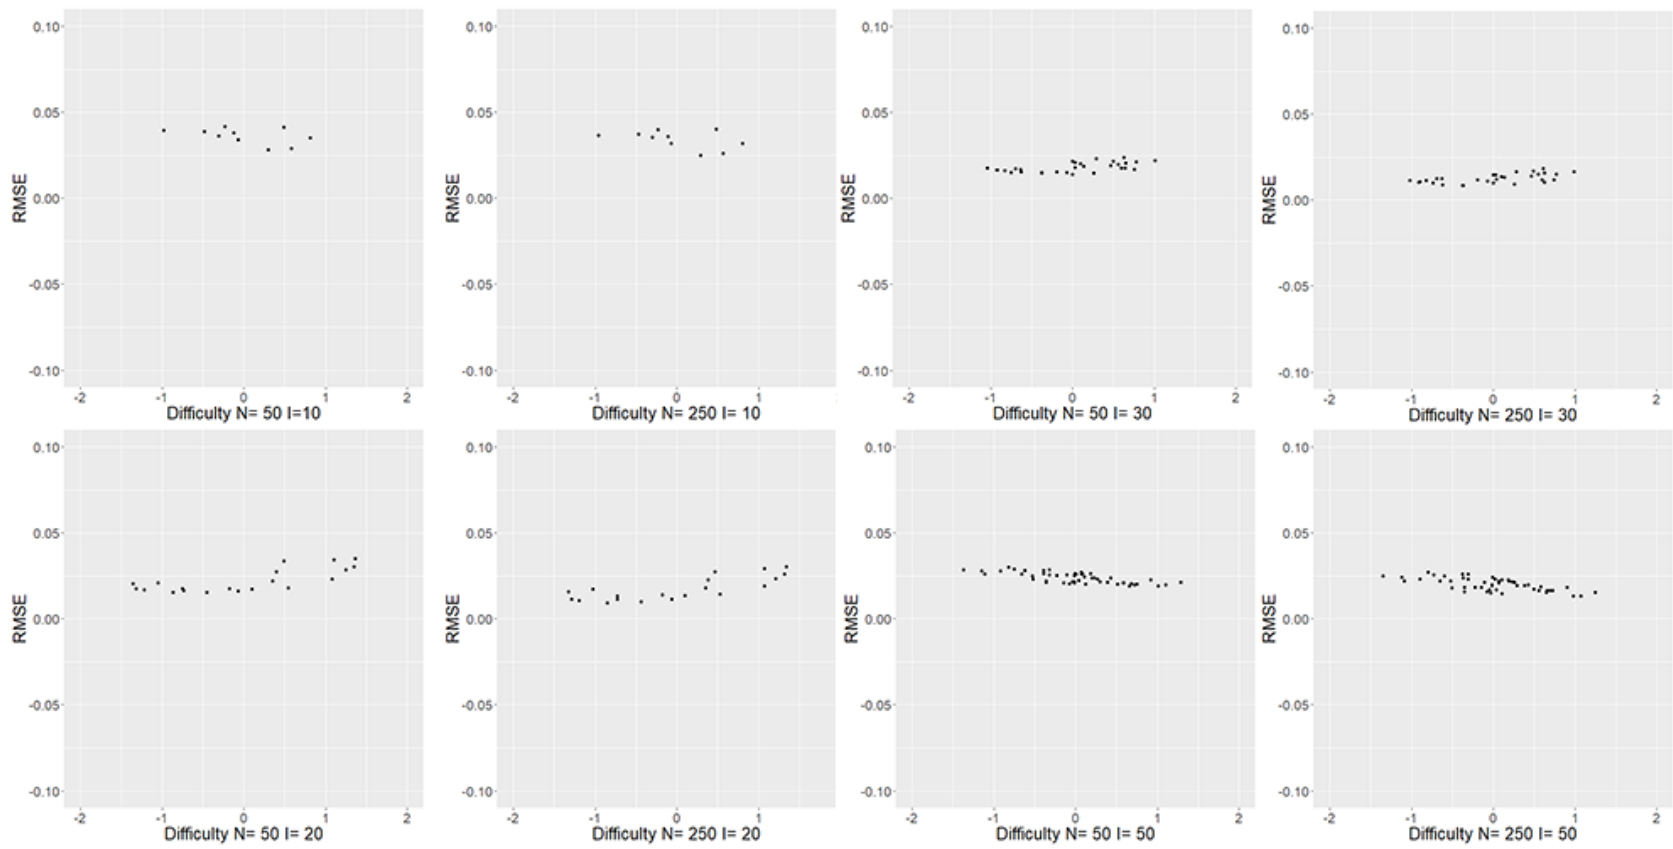 0.10
0.05
0.00
-0.05
-0.10
RMSE
-2 -1 0 1 2
Difficulty N= 50 I=10
0.10
0.05
0.00
-0.05
-0.10
RMSE
-2 -1 0 1
Difficulty N= 250 I= 10
0.10
0.05
0.00
-0.05
-0.10
RMSE
-2 -1 0 1 2
Difficulty N= 50 I= 30
0.10
0.05
0.00
-0.05
-0.10
RMSE
-2 -1 0 1 2
Difficulty N= 250 I= 30
0.10
0.05
0.00
-0.05
-0.10
RMSE
-2 -1 0 1 2
Difficulty N= 50 I= 20
0.10
0.05
0.00
-0.05
-0.10
RMSE
-2 -1 0 1
Difficulty N= 250 I= 20
0.10
0.05
0.00
-0.05
-0.10
RMSE
-2 -1 0 1 2
Difficulty N= 50 I= 50
0.10
0.05
0.00
-0.05
-0.10
RMSE
-2 -1 0 1 2
Difficulty N= 250 I= 50